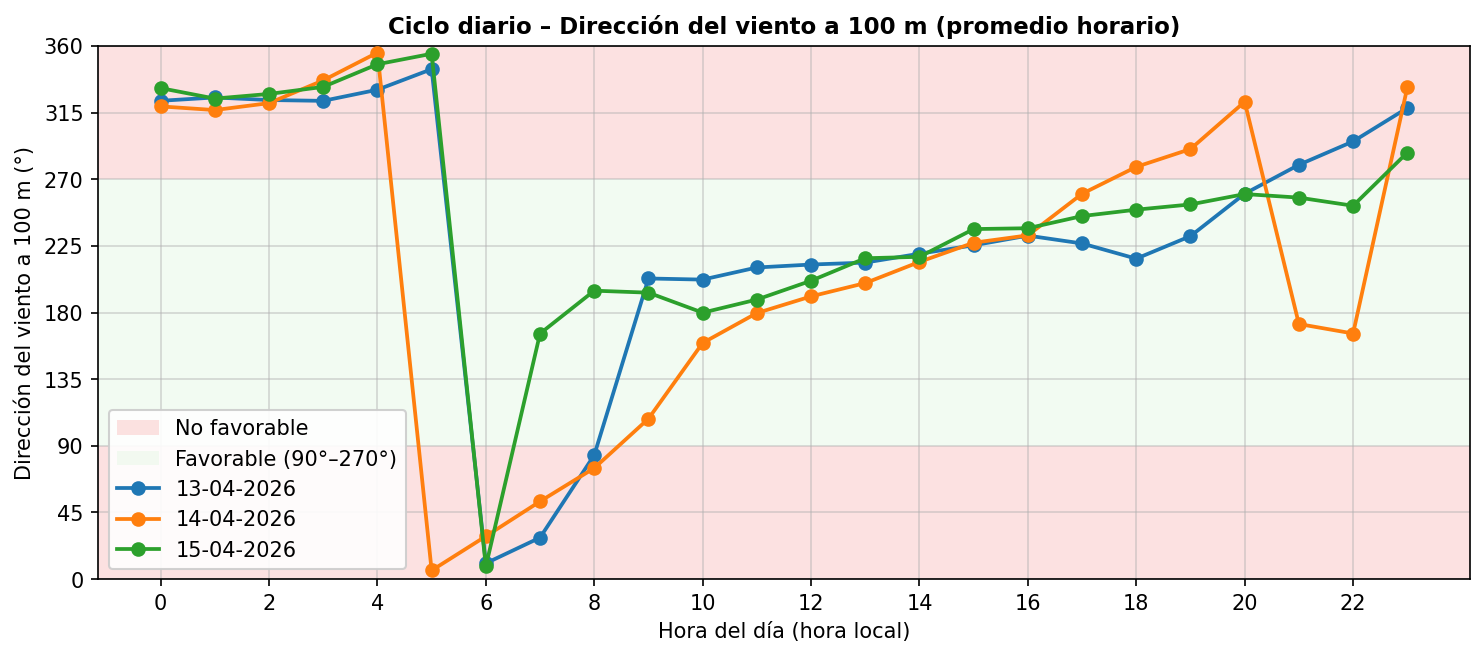 Ciclo diario – Dirección del viento a 100 m (promedio horario)
Dirección del viento a 100 m (°)
360
315
270
225
180
135
90
45
0
No favorable
Favorable (90°–270°)
13-04-2026
14-04-2026
15-04-2026
0 2 4 6 8 10 12 14 16 18 20 22
Hora del día (hora local)